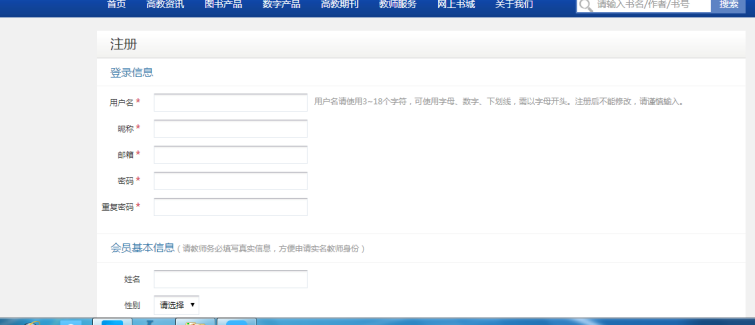 首页 高教资讯 图书产品 数字产品 高教期刊 教师服务 网上书城 关于我们 请输入书名/作者/书号 搜索
注册
登录信息
用户名 * 用户名请使用3~18个字符，可使用字母、数字、下划线，需以字母开头。注册后不能修改，请谨慎输入。
昵称 *
邮箱 *
密码 *
重复密码 *
会员基本信息（请教师务必填写真实信息，方便申请实名教师身份）
姓名
性别 请选择